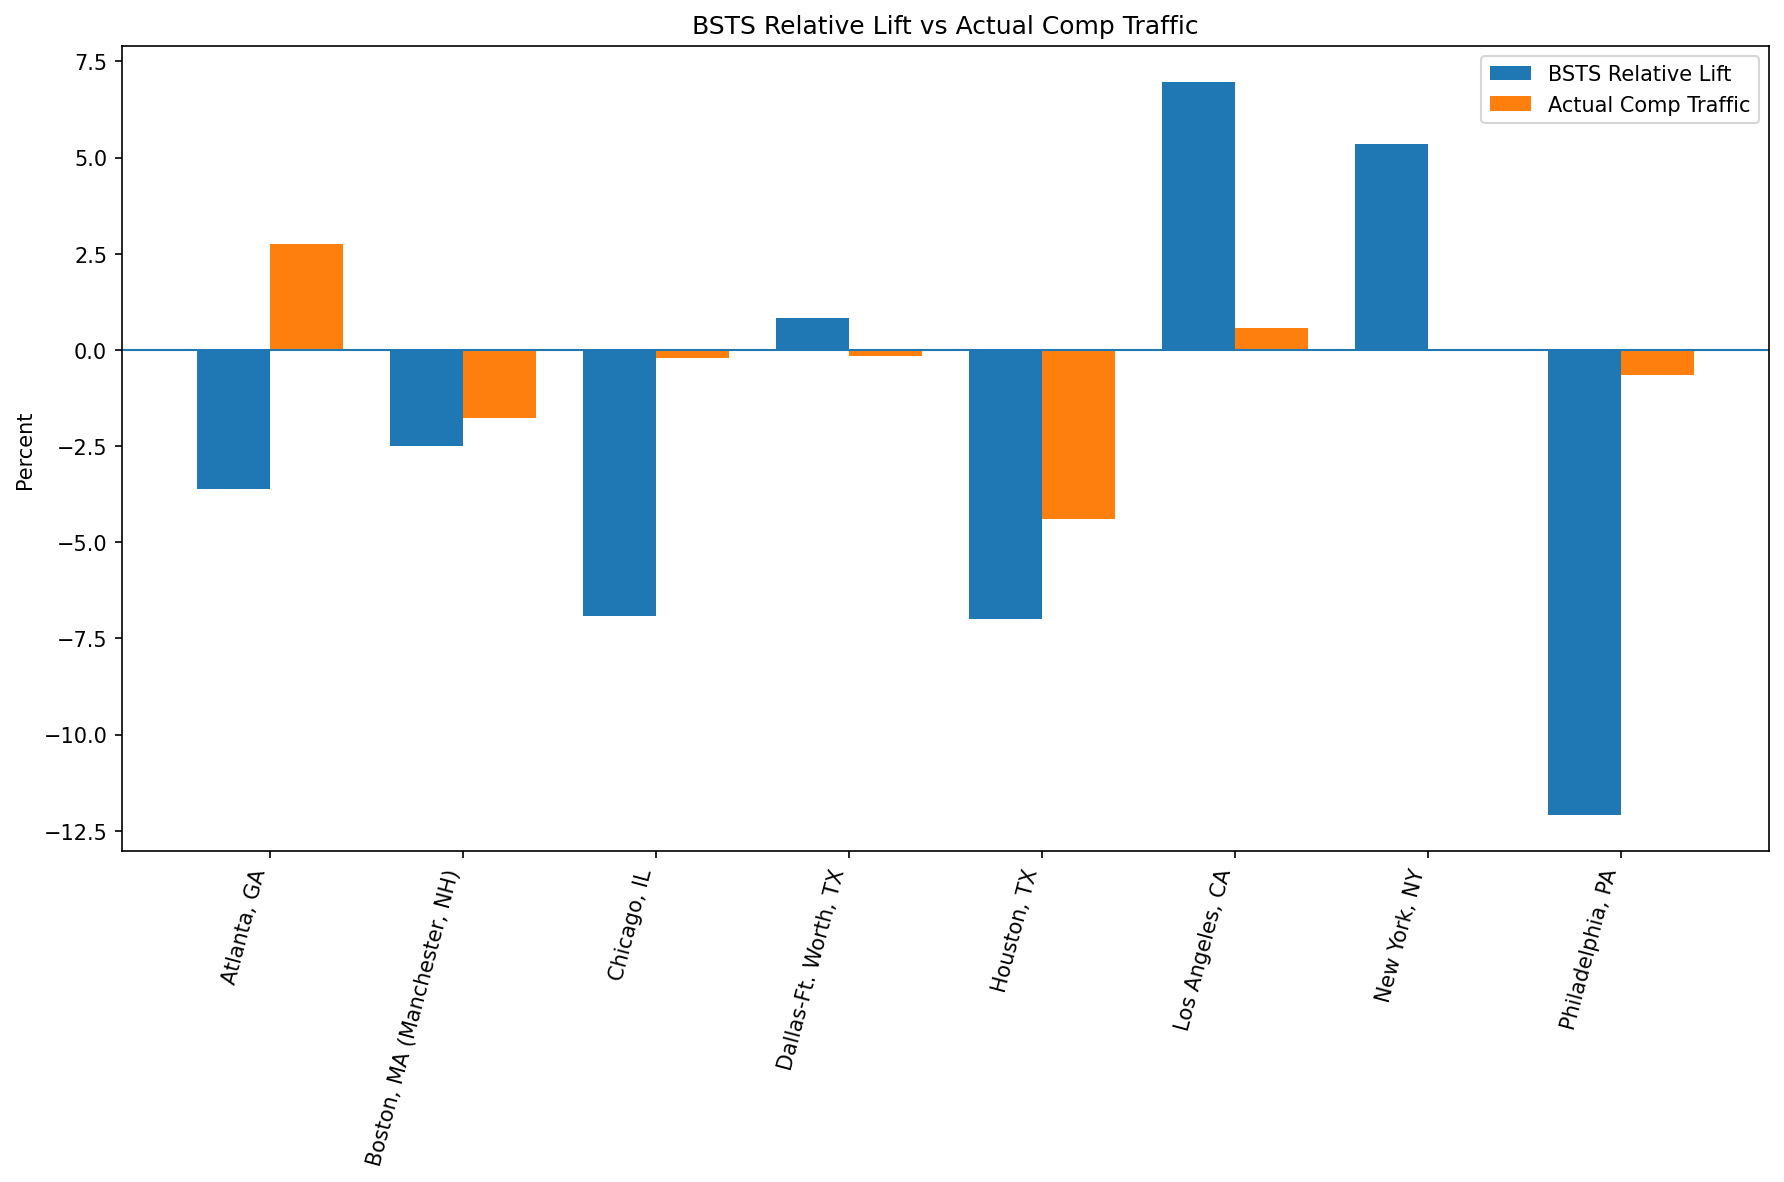 BSTS Relative Lift vs Actual Comp Traffic
BSTS Relative Lift
Actual Comp Traffic
Percent
7.5
5.0
2.5
0.0
−2.5
−5.0
−7.5
−10.0
−12.5
Atlanta, GA
Boston, MA (Manchester, NH)
Chicago, IL
Dallas-Ft. Worth, TX
Houston, TX
Los Angeles, CA
New York, NY
Philadelphia, PA